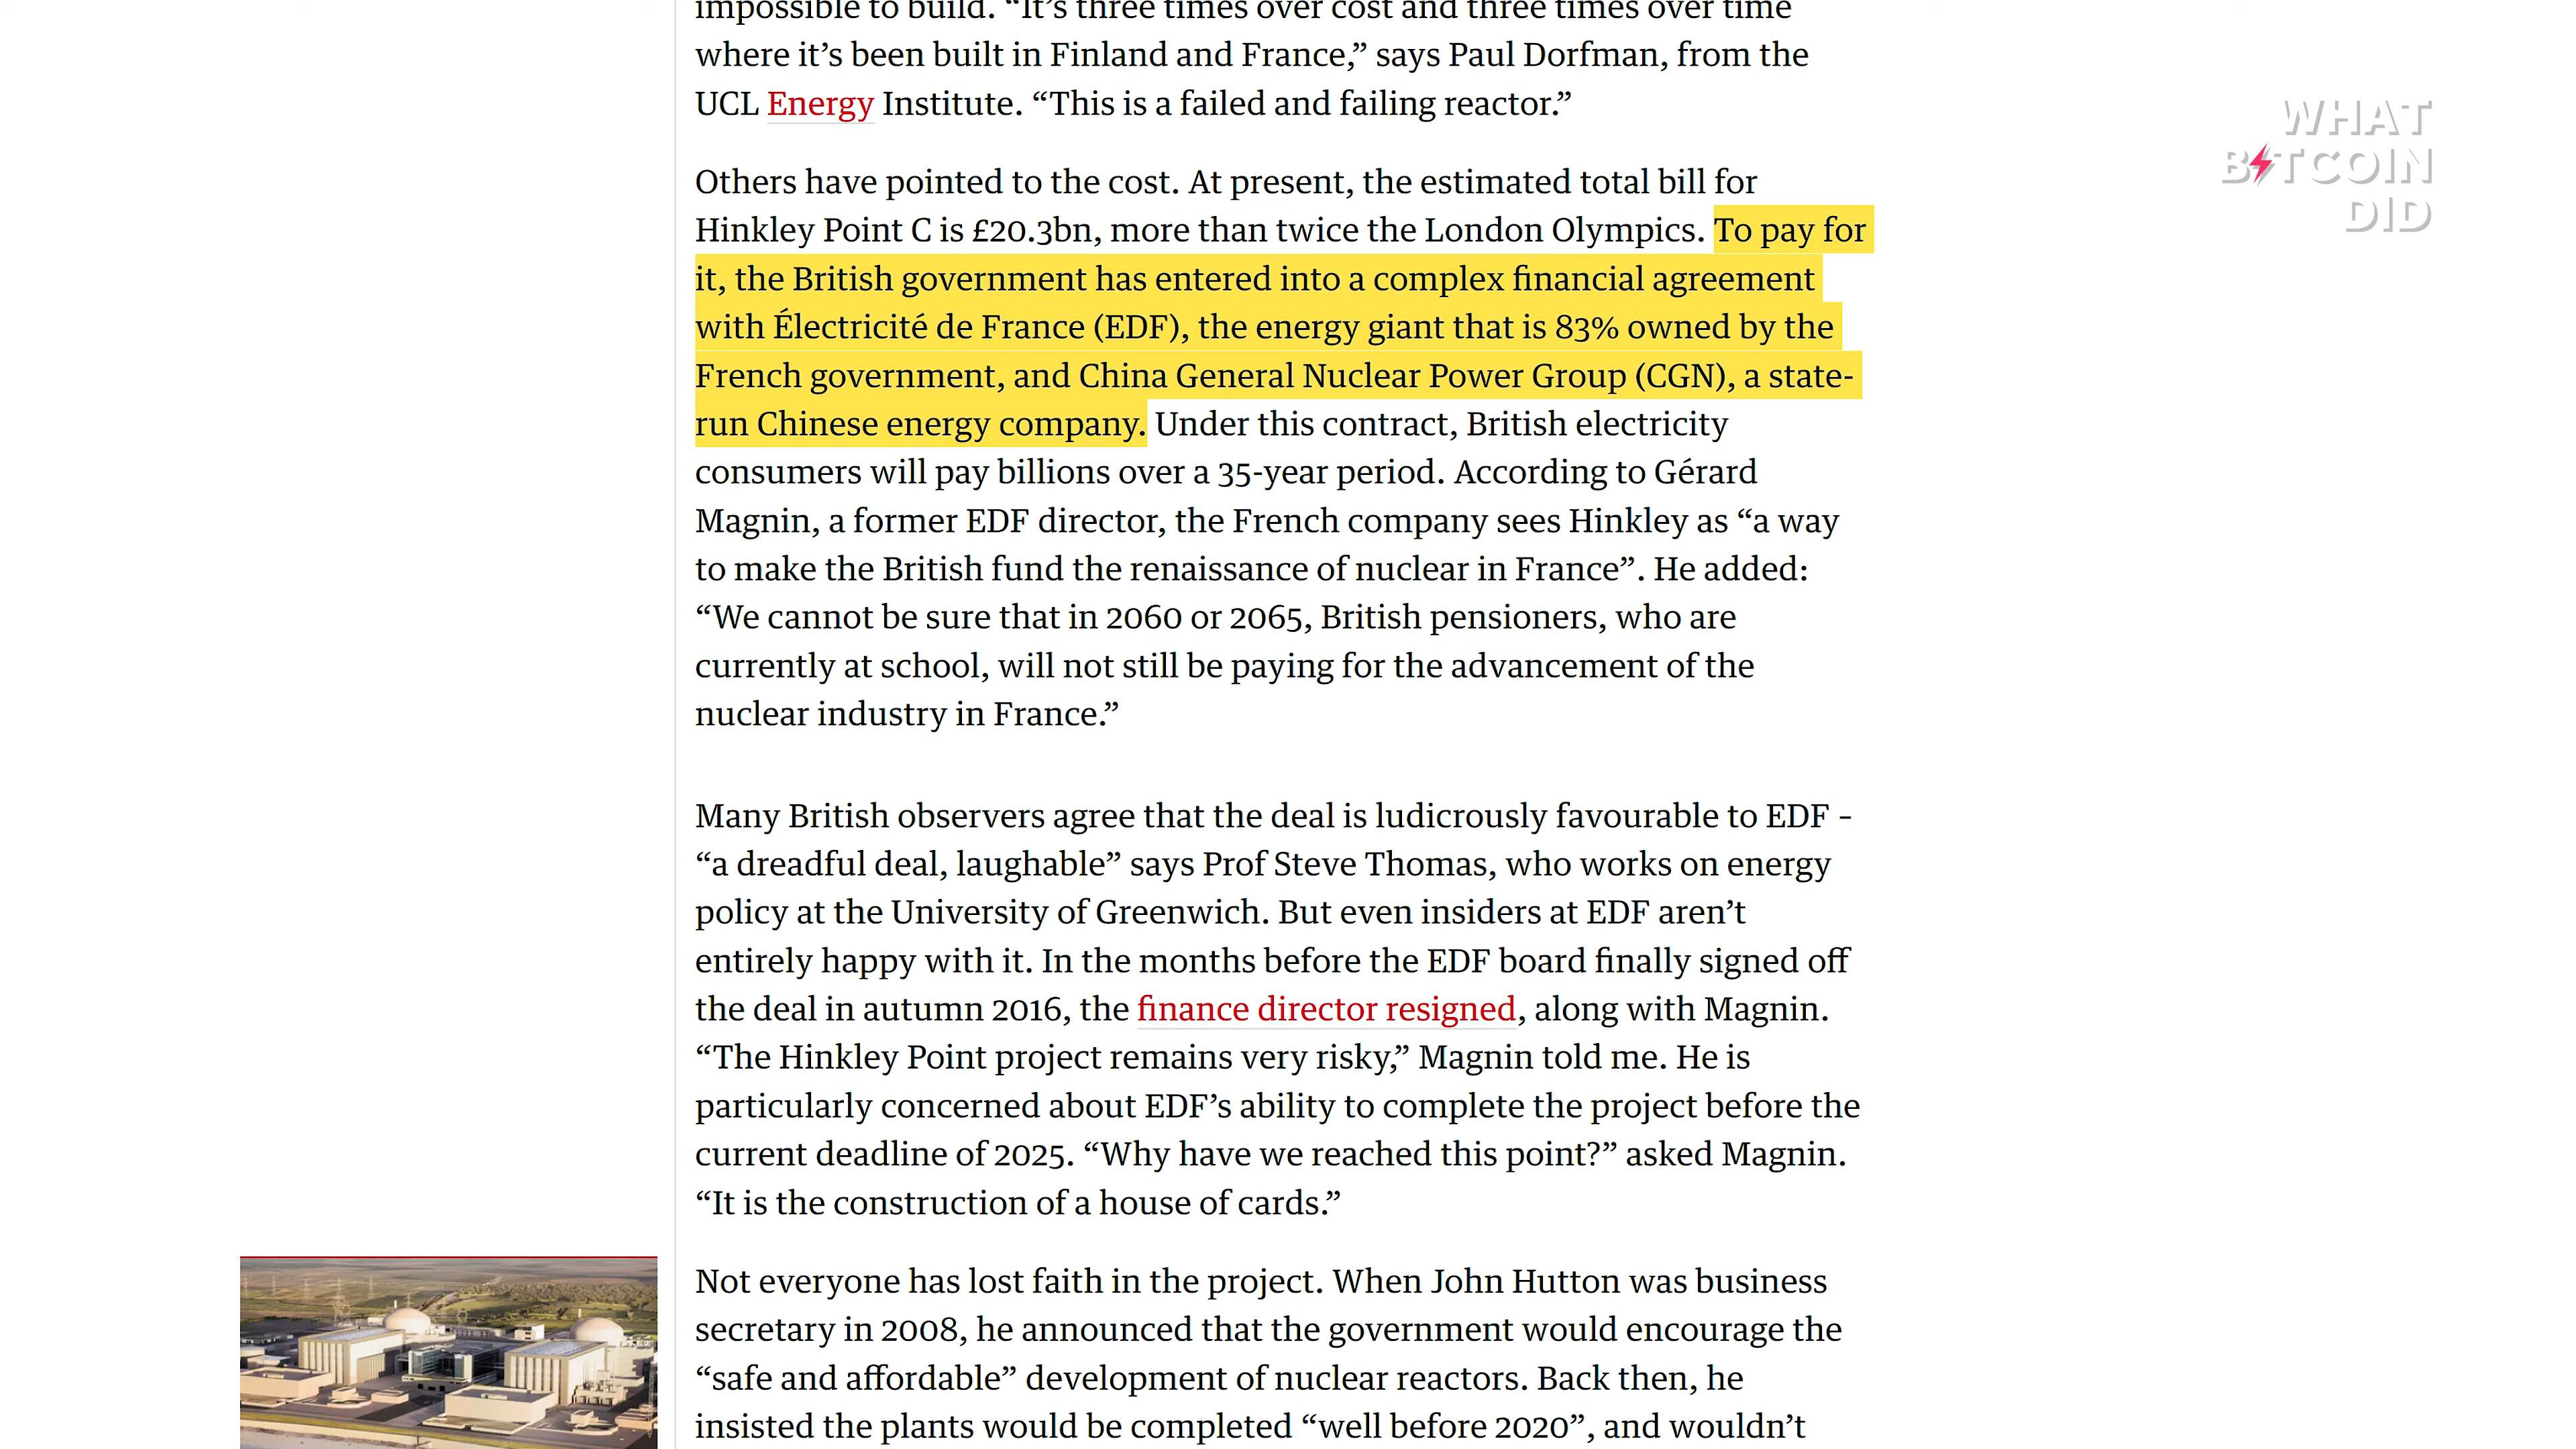 impossible to build. “It’s three times over cost and three times over time
where it’s been built in Finland and France,” says Paul Dorfman, from the
UCL Energy Institute. “This is a failed and failing reactor.”
Others have pointed to the cost. At present, the estimated total bill for
Hinkley Point C is £20.3bn, more than twice the London Olympics. To pay for
it, the British government has entered into a complex financial agreement
with Électricité de France (EDF), the energy giant that is 83% owned by the
French government, and China General Nuclear Power Group (CGN), a state-
run Chinese energy company. Under this contract, British electricity
consumers will pay billions over a 35-year period. According to Gérard
Magnin, a former EDF director, the French company sees Hinkley as “a way
to make the British fund the renaissance of nuclear in France”. He added:
“We cannot be sure that in 2060 or 2065, British pensioners, who are
currently at school, will not still be paying for the advancement of the
nuclear industry in France.”
Many British observers agree that the deal is ludicrously favourable to EDF –
“a dreadful deal, laughable” says Prof Steve Thomas, who works on energy
policy at the University of Greenwich. But even insiders at EDF aren’t
entirely happy with it. In the months before the EDF board finally signed off
the deal in autumn 2016, the finance director resigned, along with Magnin.
“The Hinkley Point project remains very risky,” Magnin told me. He is
particularly concerned about EDF’s ability to complete the project before the
current deadline of 2025. “Why have we reached this point?” asked Magnin.
“It is the construction of a house of cards.”
Not everyone has lost faith in the project. When John Hutton was business
secretary in 2008, he announced that the government would encourage the
“safe and affordable” development of nuclear reactors. Back then, he
insisted the plants would be completed “well before 2020”, and wouldn’t
WHAT
BITCOIN
DID